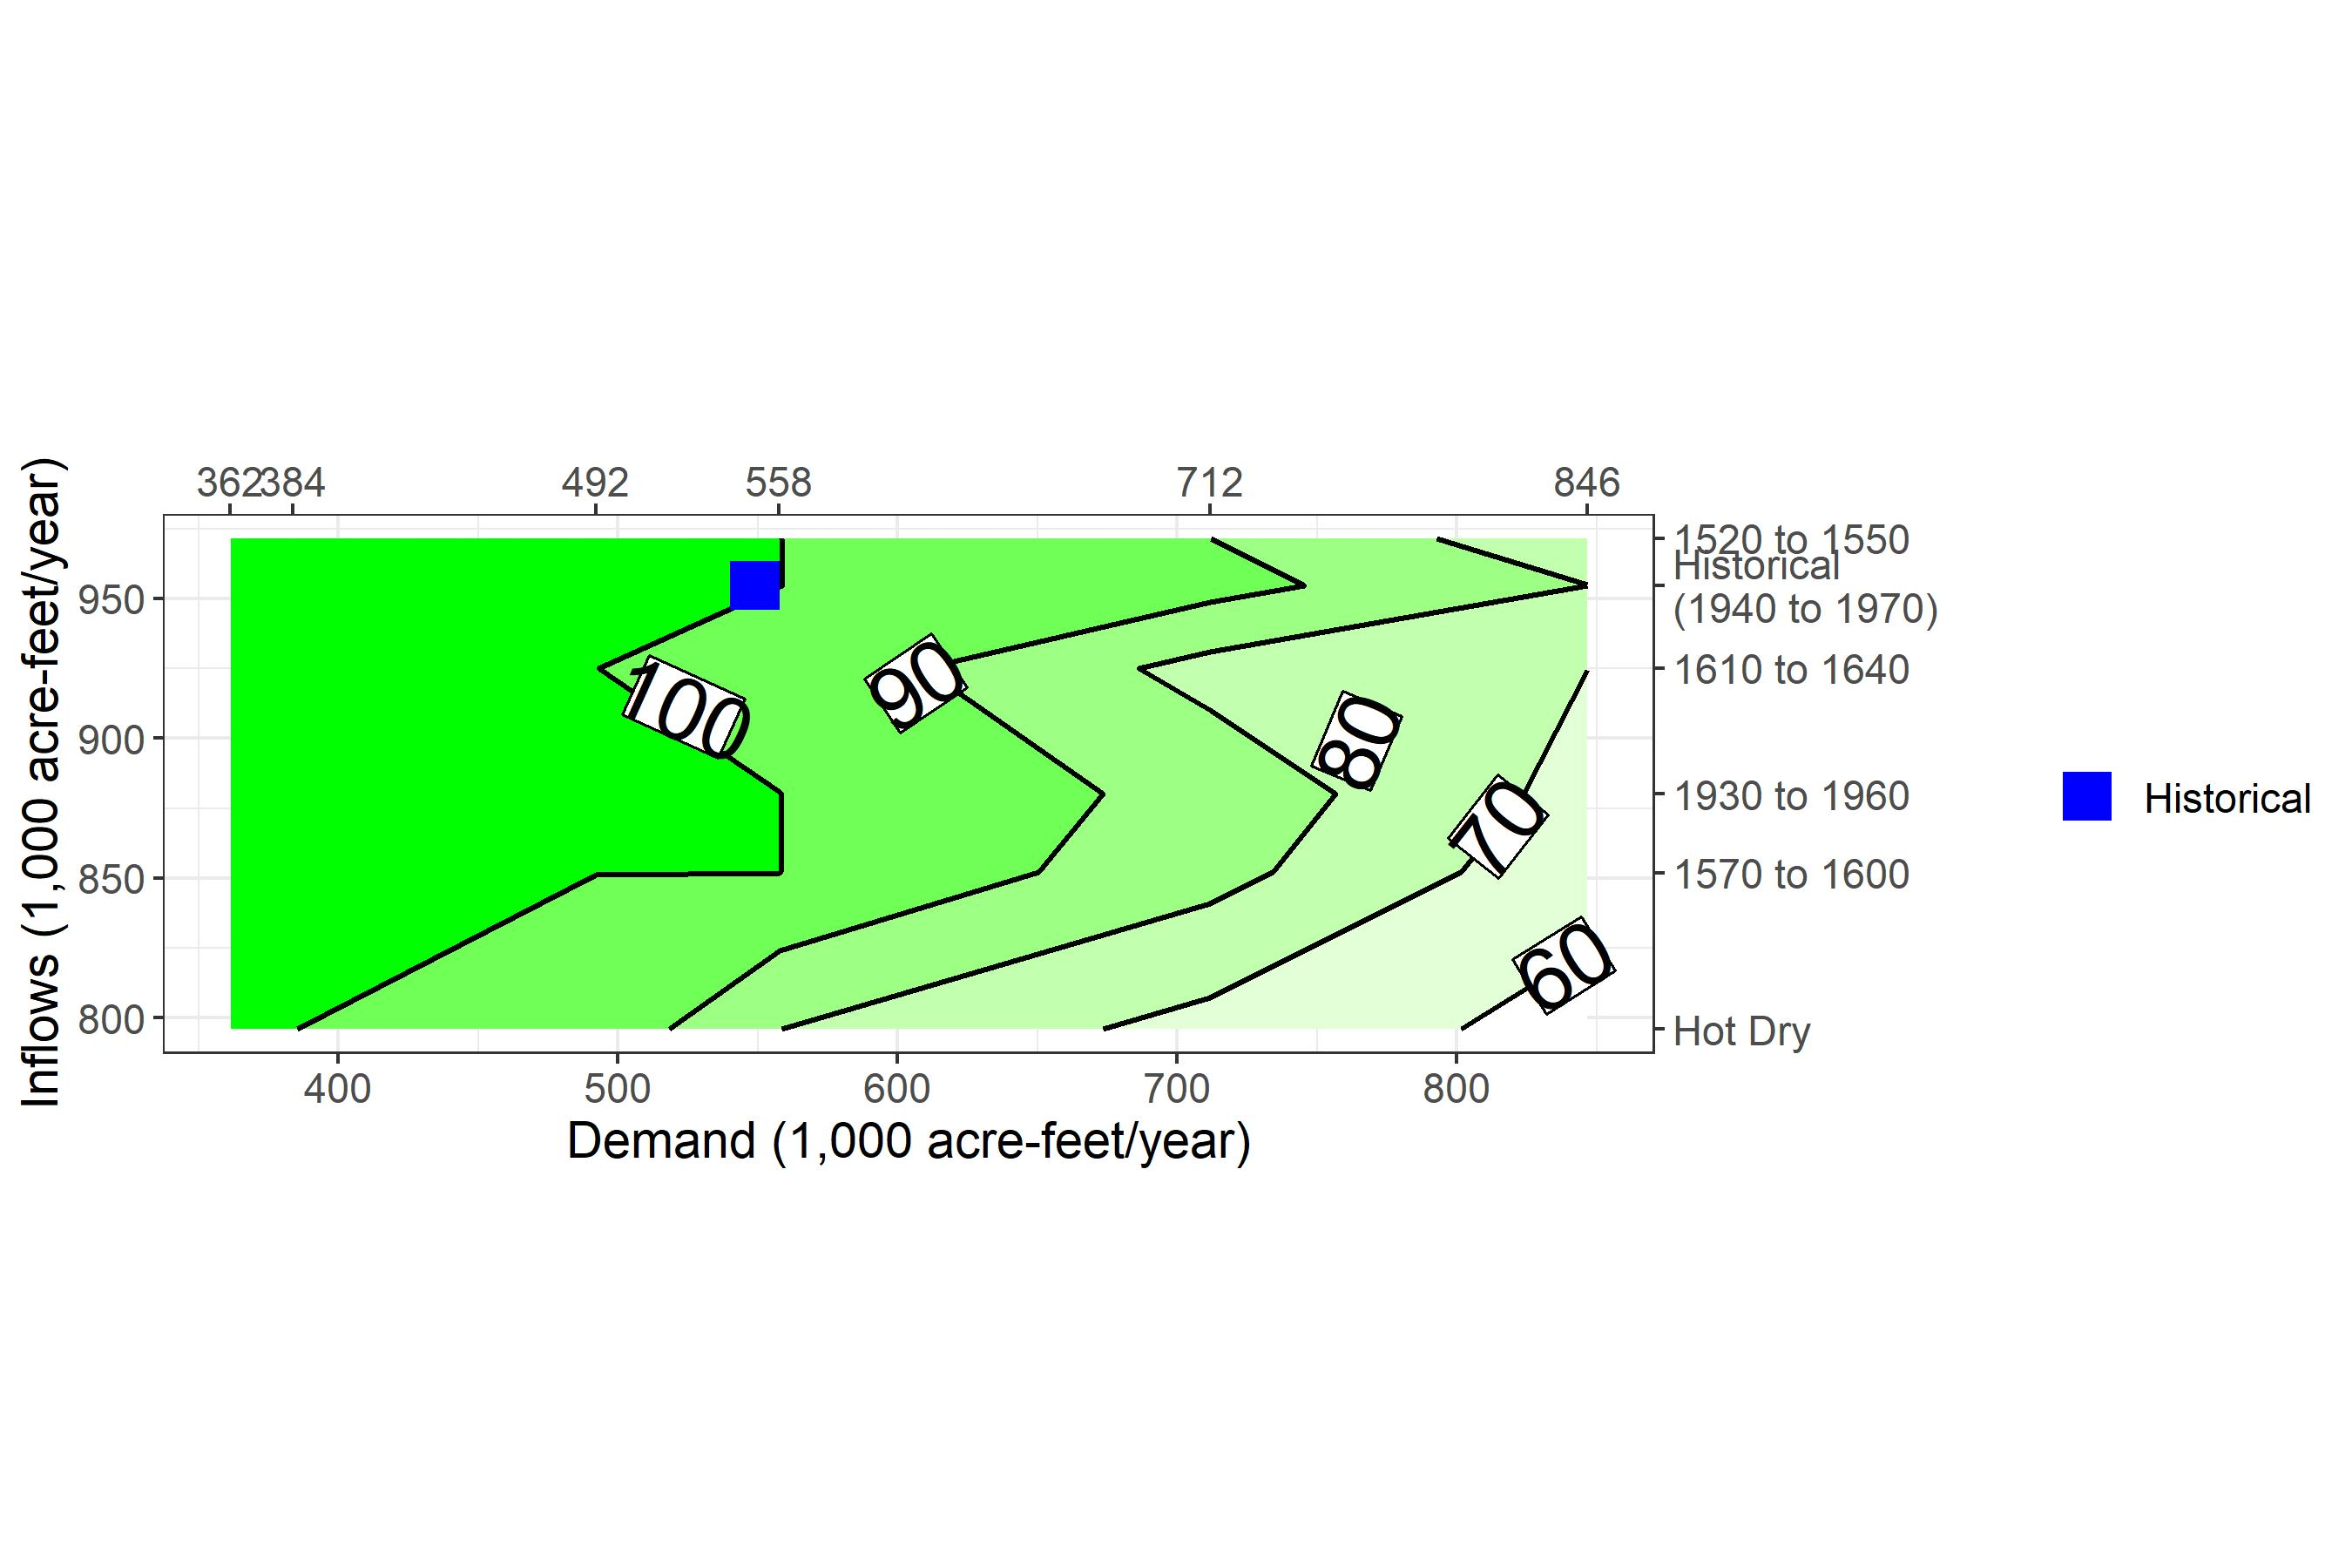 362
384
492
558
712
846
Inflows (1,000 acre-feet/year)
950
900
850
800
1520 to 1550
Historical
(1940 to 1970)
1610 to 1640
1930 to 1960
1570 to 1600
Hot Dry
100
90
80
70
60
400
500
600
700
800
Demand (1,000 acre-feet/year)
Historical